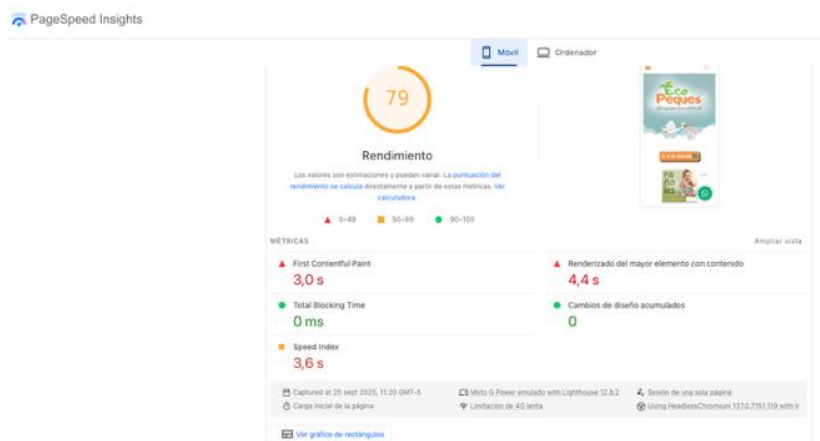 PageSpeed Insights
Móvil
Ordenador
79
Rendimiento
Los valores son estimaciones y pueden variar. La puntuación del
rendimiento se calcula directamente a partir de estas métricas. Ver
calculadora.
0–49
50–89
90–100
MÉTRICAS
Ampliar vista
First Contentful Paint
3,0 s
Renderizado del mayor elemento con contenido
4,4 s
Total Blocking Time
0 ms
Cambios de diseño acumulados
0
Speed Index
3,6 s
Captured at 25 sept 2025, 11:20 GMT-5
Moto G Power emulado with Lighthouse 12.8.2
Sesión de una sola página
Carga inicial de la página
Limitación de 4G lenta
Using HeadlessChromium 137.0.7151.119 with lr
Ver gráfico de rectángulos
Eco
Peques
pa
ña
les